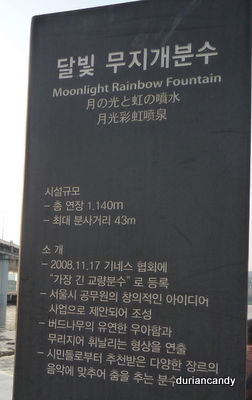 달빛 무지개분수
Moonlight Rainbow Fountain
月の光と虹の噴水
月光彩虹喷泉
시설규모
- 총 연장 1,140m
- 최대 분사거리 43m
소 개
- 2008.11.17 기네스 협회에
"가장 긴 교량분수" 로 등록
- 서울시 공무원의 창의적인 아이디어
사업으로 제안되어 조성
- 버드나무의 유연한 우아함과
무리지어 휘날리는 형상을 연출
- 시민들로부터 추천받은 다양한 장르의
음악에 맞추어 춤을 추는 분수
duriancandy